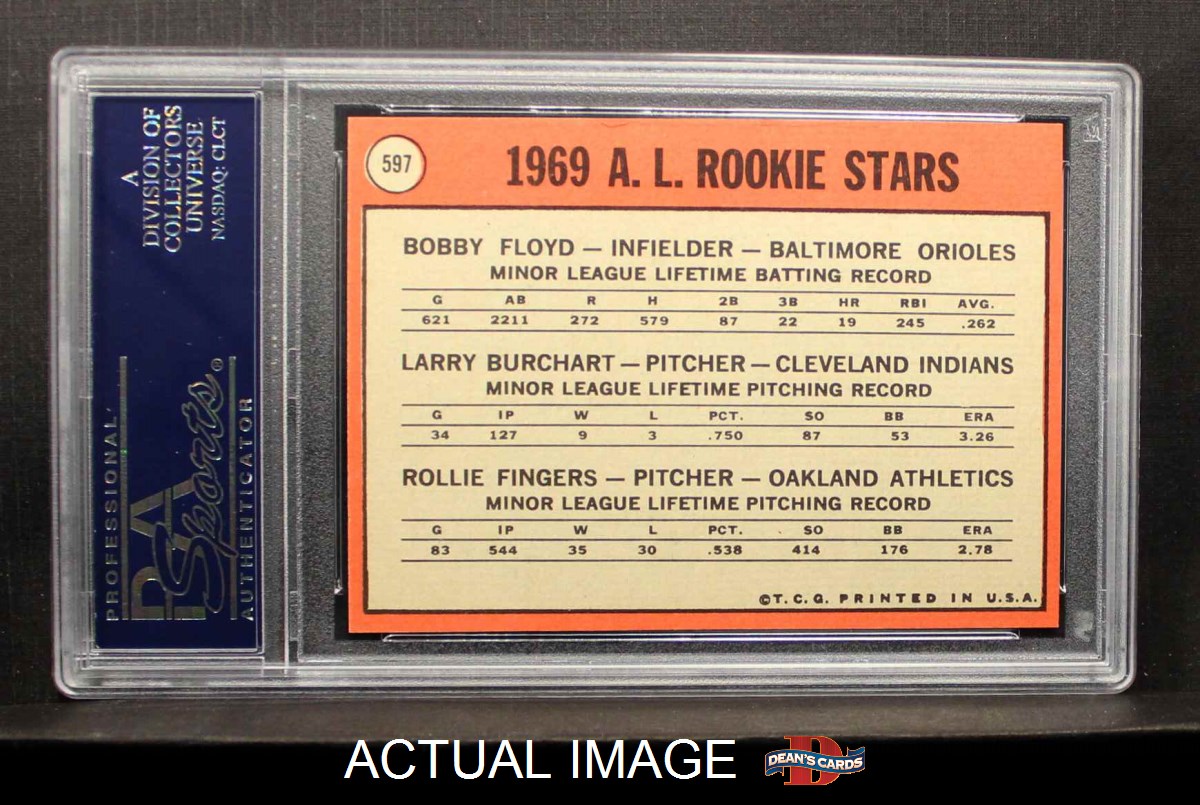 A
DIVISION OF
COLLECTORS
UNIVERSE
NASDAQ: CLCT
PROFESSIONAL
PSA
Sports®
AUTHENTICATOR
597
1969 A. L. ROOKIE STARS
BOBBY FLOYD — INFIELDER — BALTIMORE ORIOLES
MINOR LEAGUE LIFETIME BATTING RECORD
G AB R H 2B 3B HR RBI AVG.
621 2211 272 579 87 22 19 245 .262
LARRY BURCHART — PITCHER — CLEVELAND INDIANS
MINOR LEAGUE LIFETIME PITCHING RECORD
G IP W L PCT. SO BB ERA
34 127 9 3 .750 87 53 3.26
ROLLIE FINGERS — PITCHER — OAKLAND ATHLETICS
MINOR LEAGUE LIFETIME PITCHING RECORD
G IP W L PCT. SO BB ERA
83 544 35 30 .538 414 176 2.78
©T.C.G. PRINTED IN U.S.A.
ACTUAL IMAGE
D
DEAN'S CARDS